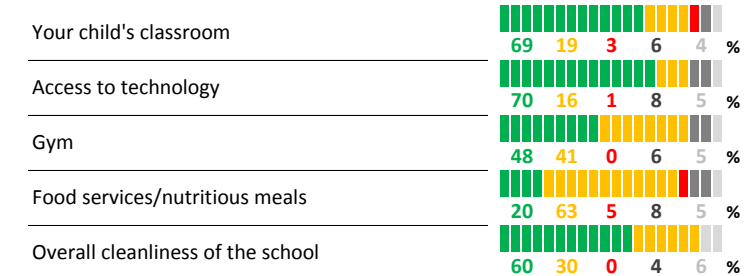 Your child's classroom
69 19 3 6 4 %
Access to technology
70 16 1 8 5 %
Gym
48 41 0 6 5 %
Food services/nutritious meals
20 63 5 8 5 %
Overall cleanliness of the school
60 30 0 4 6 %